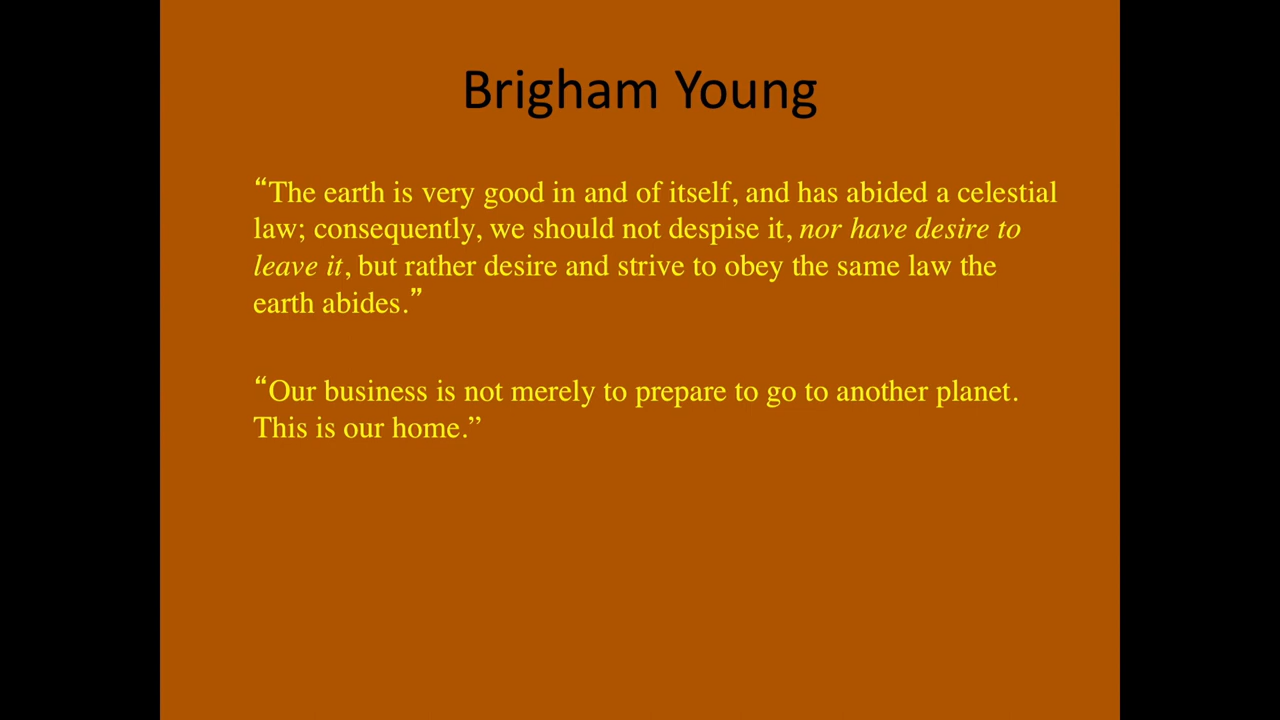 Brigham Young
“The earth is very good in and of itself, and has abided a celestial
law; consequently, we should not despise it, nor have desire to
leave it, but rather desire and strive to obey the same law the
earth abides.”
“Our business is not merely to prepare to go to another planet.
This is our home.”